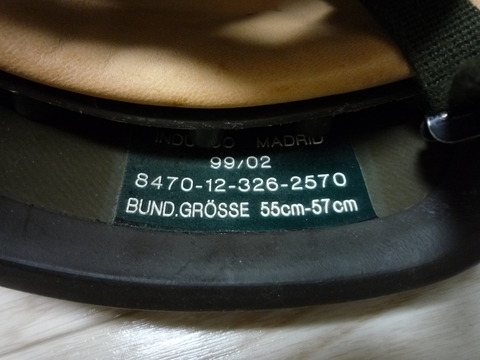 MADRID
99/02
8470-12-326-2570
BUND.GRÖSSE 55cm-57cm